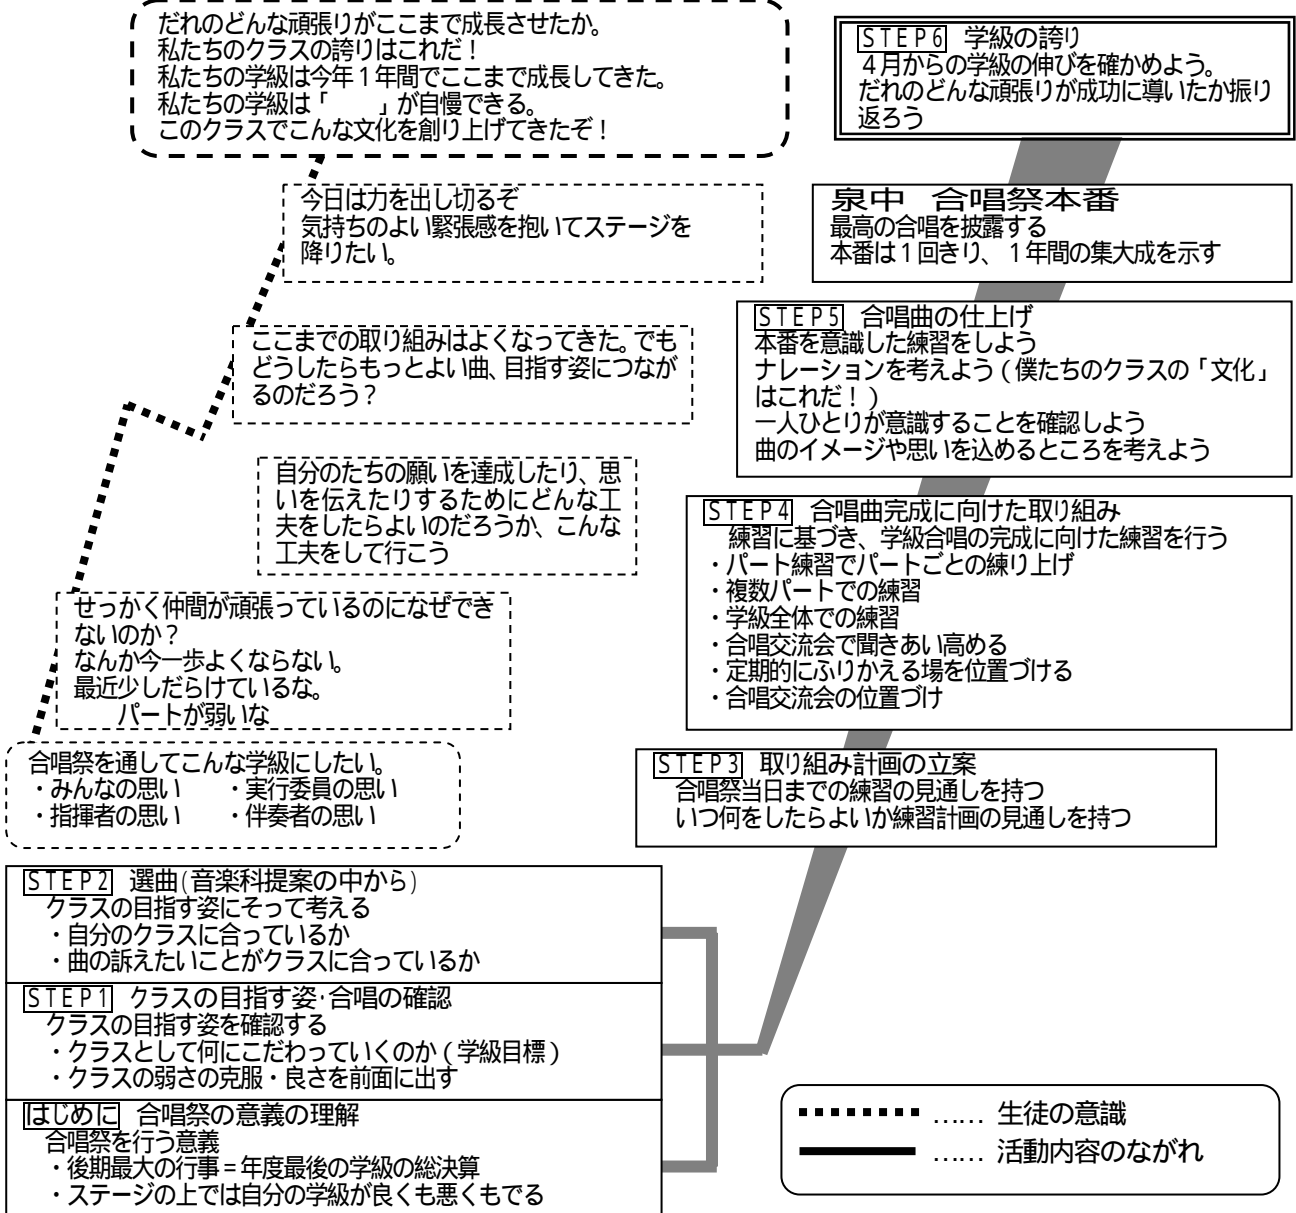 だれのどんな頑張りがここまで成長させたか。
私たちのクラスの誇りはこれだ！
私たちの学級は今年１年間でここまで成長してきた。
私たちの学級は「　　」が自慢できる。
このクラスでこんな文化を創り上げてきたぞ！
ＳＴＥＰ６ 学級の誇り
４月からの学級の伸びを確かめよう。
だれのどんな頑張りが成功に導いたか振り
返ろう
今日は力を出し切るぞ
気持ちのよい緊張感を抱いてステージを
降りたい。
泉中　合唱祭本番
最高の合唱を披露する
本番は１回きり、１年間の集大成を示す
ここまでの取り組みはよくなってきた。でも
どうしたらもっとよい曲、目指す姿につなが
るのだろう？
ＳＴＥＰ５ 合唱曲の仕上げ
本番を意識した練習をしよう
ナレーションを考えよう（僕たちのクラスの「文化」
はこれだ！）
一人ひとりが意識することを確認しよう
曲のイメージや思いを込めるところを考えよう
自分のたちの願いを達成したり、思
いを伝えたりするためにどんな工
夫をしたらよいのだろうか、こんな
工夫をして行こう
ＳＴＥＰ４ 合唱曲完成に向けた取り組み
練習に基づき、学級合唱の完成に向けた練習を行う
・パート練習でパートごとの練り上げ
・複数パートでの練習
・学級全体での練習
・合唱交流会で聞きあい高める
・定期的にふりかえる場を位置づける
・合唱交流会の位置づけ
せっかく仲間が頑張っているのになぜでき
ないのか？
なんか今一歩よくならない。
最近少しだらけているな。
パートが弱いな
合唱祭を通してこんな学級にしたい。
・みんなの思い　・実行委員の思い
・指揮者の思い　・伴奏者の思い
ＳＴＥＰ３ 取り組み計画の立案
合唱祭当日までの練習の見通しを持つ
いつ何をしたらよいか練習計画の見通しを持つ
ＳＴＥＰ２ 選曲（音楽科提案の中から）
クラスの目指す姿にそって考える
・自分のクラスに合っているか
・曲の訴えたいことがクラスに合っているか
ＳＴＥＰ１ クラスの目指す姿・合唱の確認
クラスの目指す姿を確認する
・クラスとして何にこだわっていくのか（学級目標）
・クラスの弱さの克服・良さを前面に出す
はじめに 合唱祭の意義の理解
合唱祭を行う意義
・後期最大の行事＝年度最後の学級の総決算
・ステージの上では自分の学級が良くも悪くもでる
…… 生徒の意識
…… 活動内容のながれ